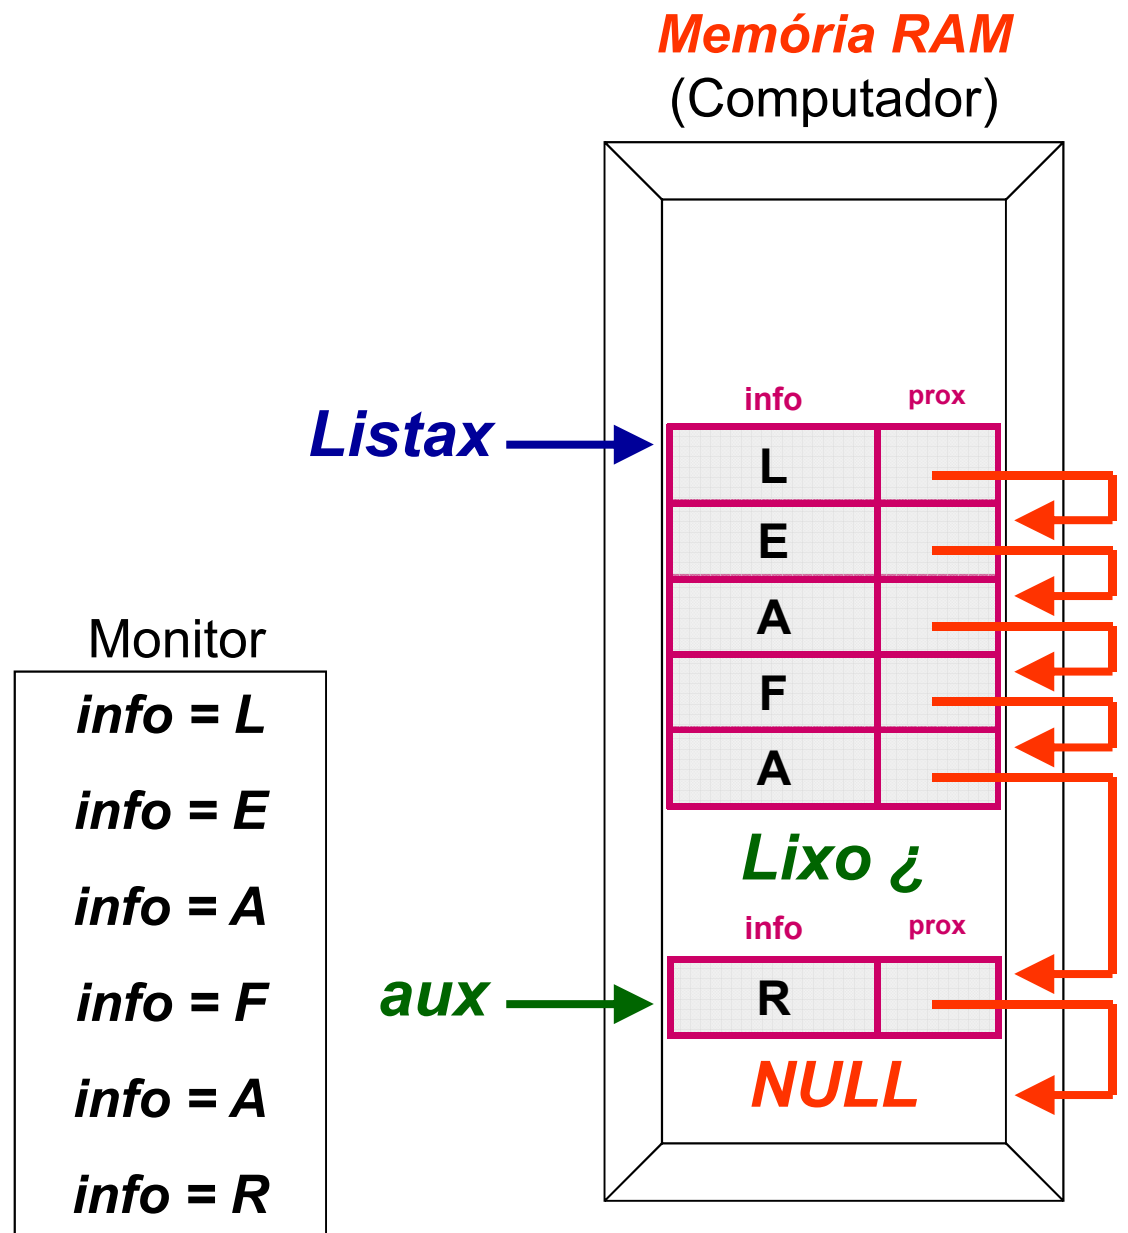 Memória RAM
(Computador)
info prox
Listax
L
E
A
F
A
Lixo ¿
info prox
aux
R
NULL
Monitor
info = L
info = E
info = A
info = F
info = A
info = R